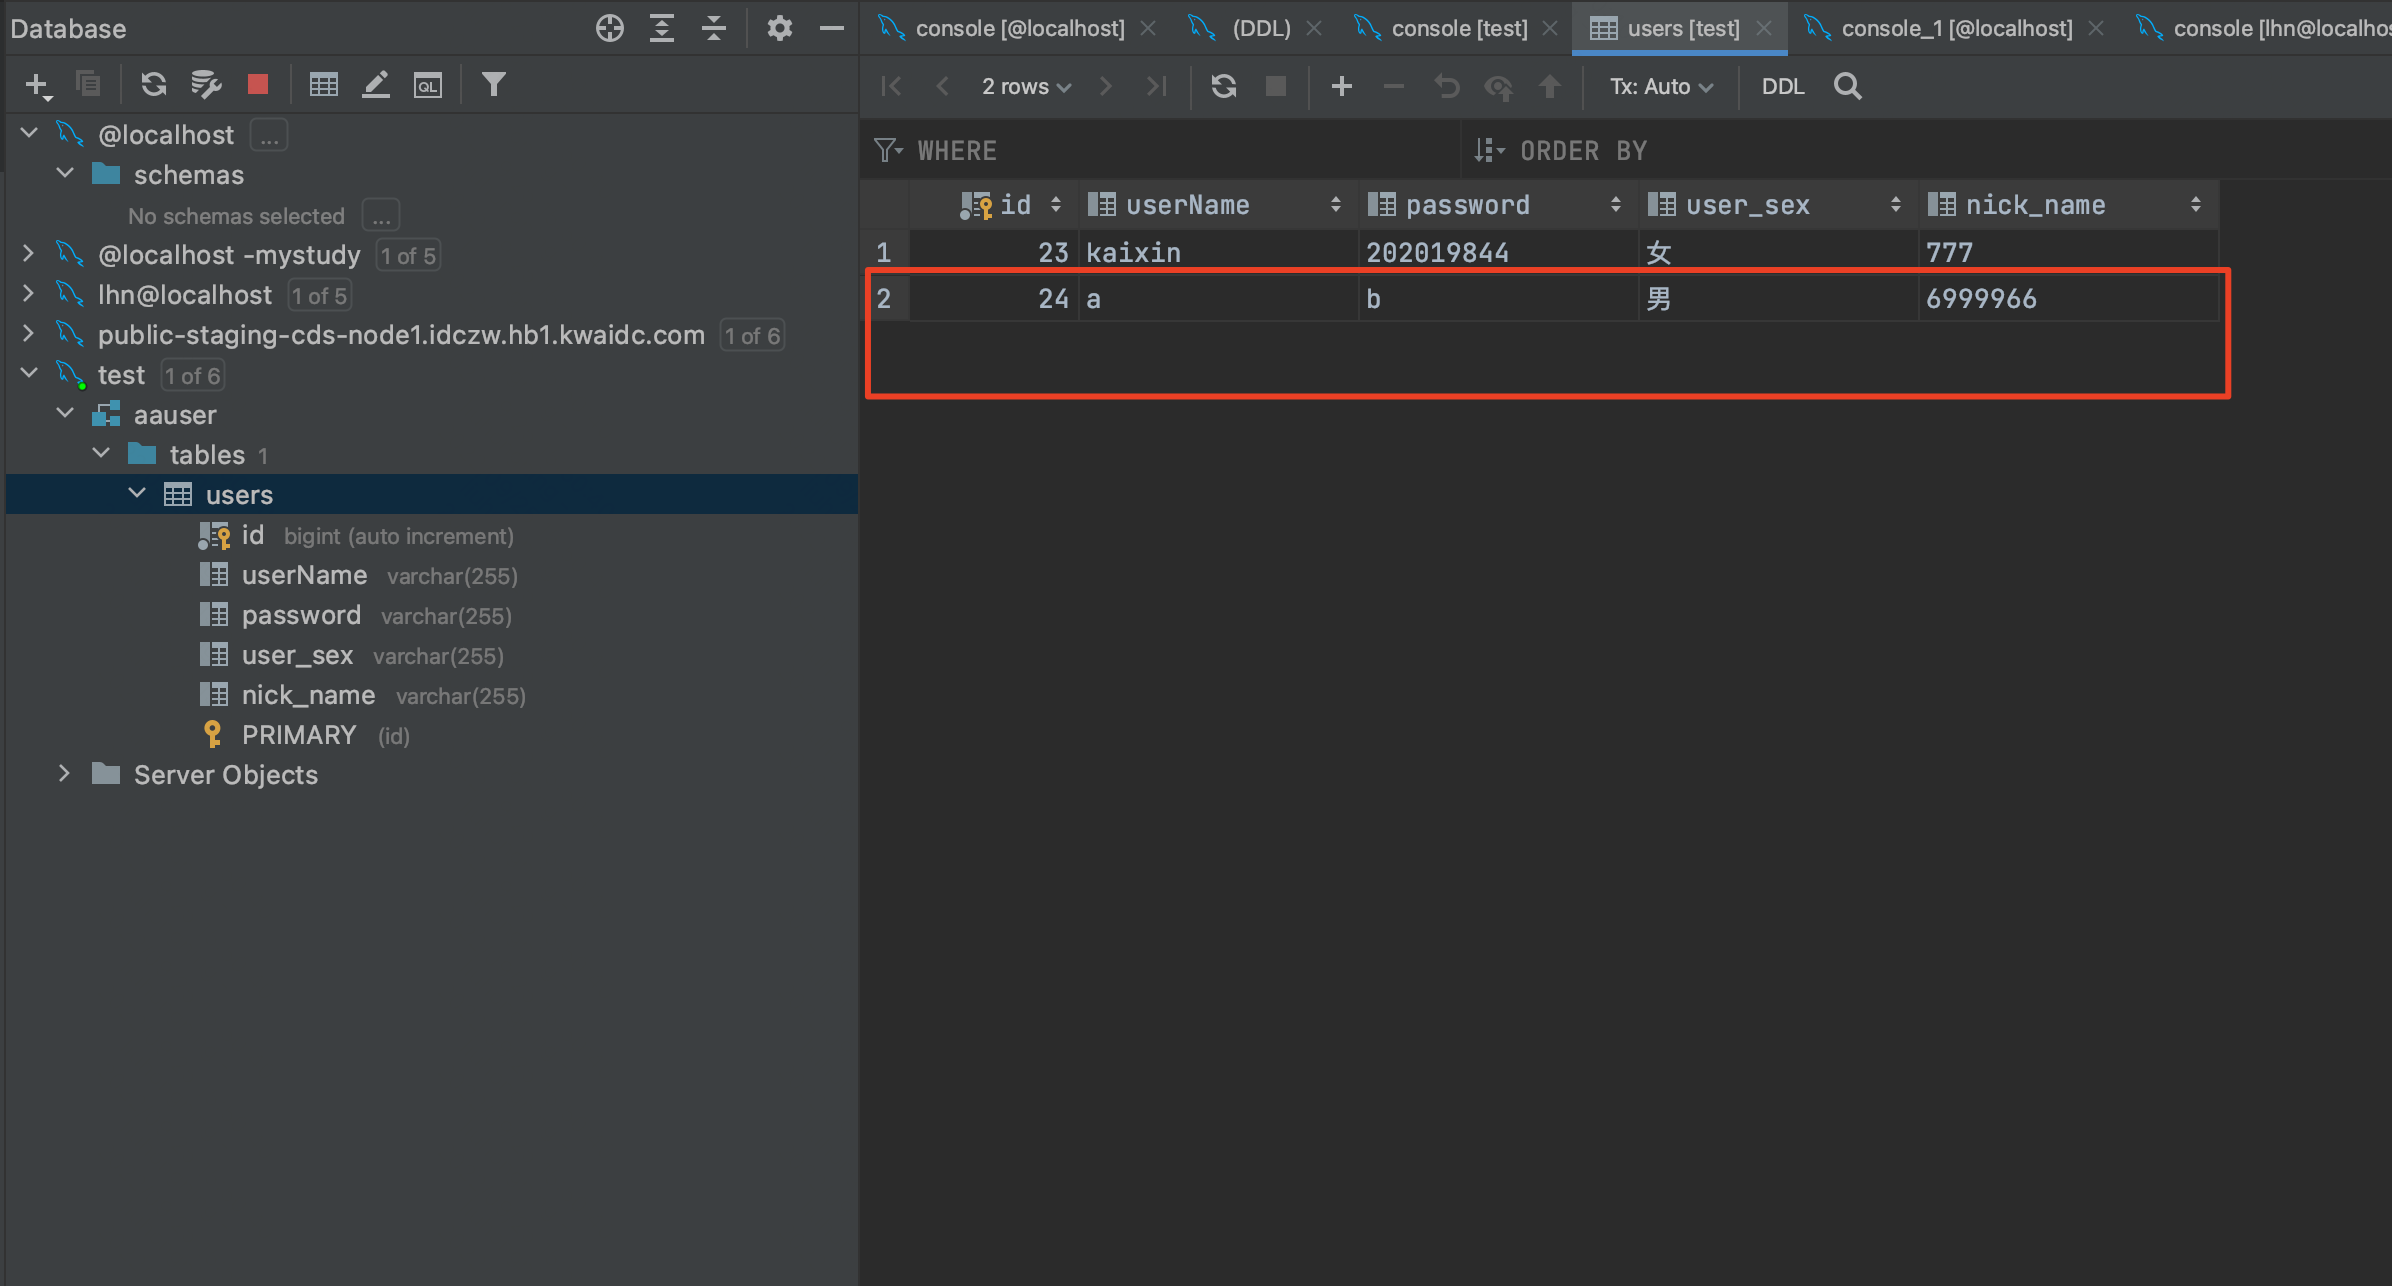 Database
QL
@localhost ...
schemas
No schemas selected ...
@localhost -mystudy 1 of 5
lhn@localhost 1 of 5
public-staging-cds-node1.idczw.hb1.kwaidc.com 1 of 6
test 1 of 6
aauser
tables 1
users
id bigint (auto increment)
userName varchar(255)
password varchar(255)
user_sex varchar(255)
nick_name varchar(255)
PRIMARY (id)
Server Objects
console [@localhost] (DDL) console [test] users [test] console_1 [@localhost] console [lhn@localhos
2 rows Tx: Auto DDL
WHERE ORDER BY
id userName password user_sex nick_name
1 23 kaixin 202019844 女 777
2 24 a b 男 6999966